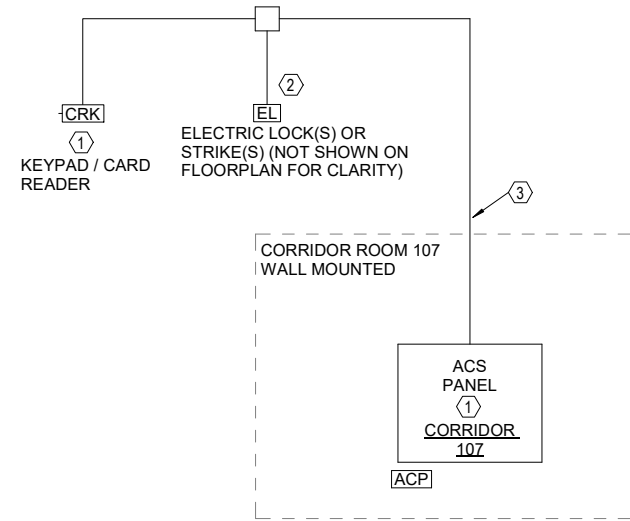 2
CRK
EL
1
KEYPAD / CARD
READER
ELECTRIC LOCK(S) OR
STRIKE(S) (NOT SHOWN ON
FLOORPLAN FOR CLARITY)
3
CORRIDOR ROOM 107
WALL MOUNTED
ACS
PANEL
1
CORRIDOR
107
ACP